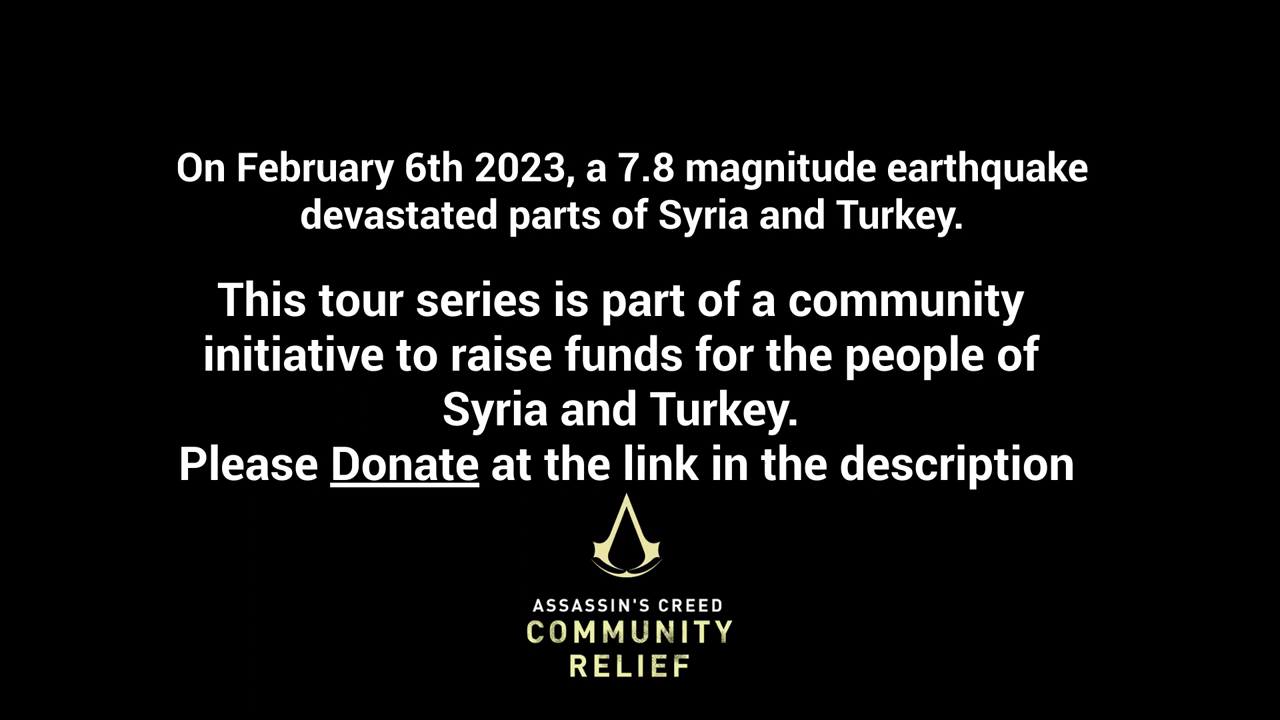 On February 6th 2023, a 7.8 magnitude earthquake
devastated parts of Syria and Turkey.
This tour series is part of a community
initiative to raise funds for the people of
Syria and Turkey.
Please Donate at the link in the description
ASSASSIN'S CREED
COMMUNITY
RELIEF